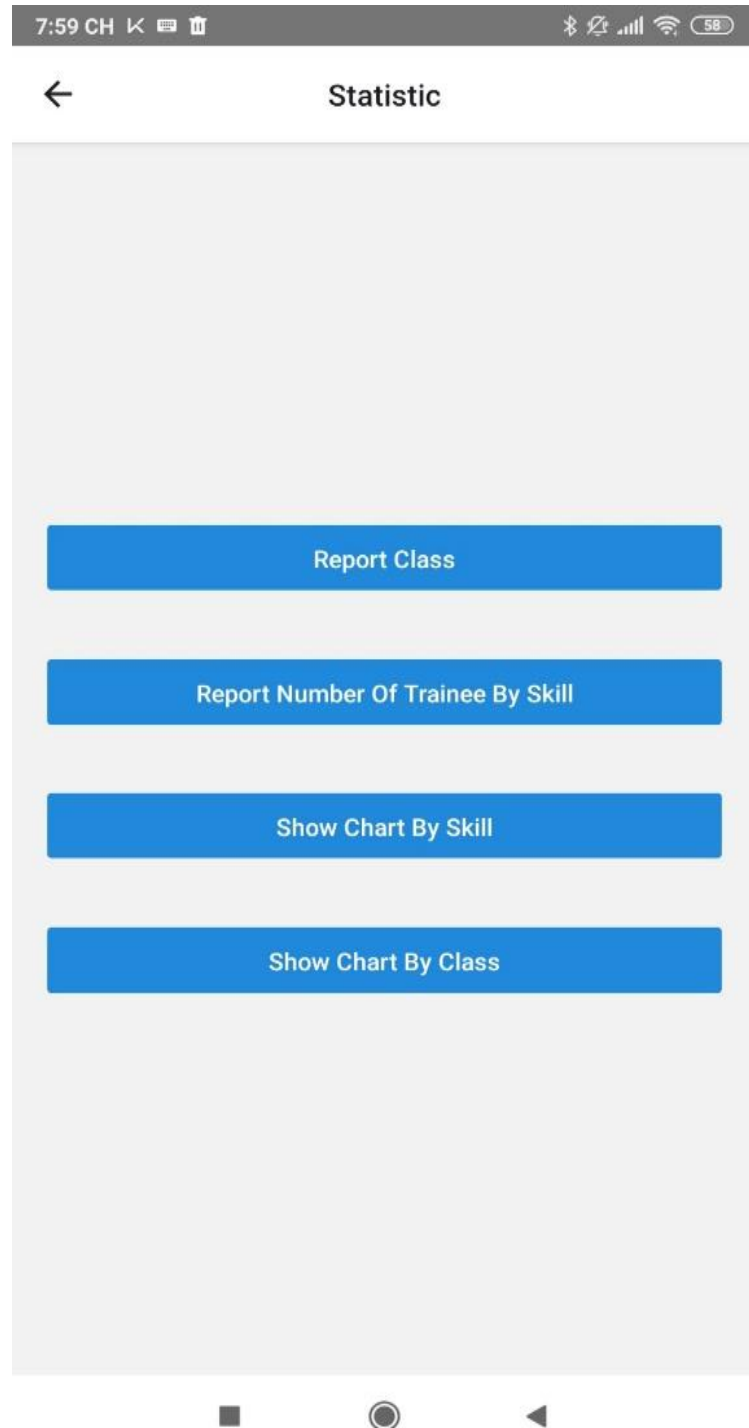 7:59 CH
58
Statistic
Report Class
Report Number Of Trainee By Skill
Show Chart By Skill
Show Chart By Class